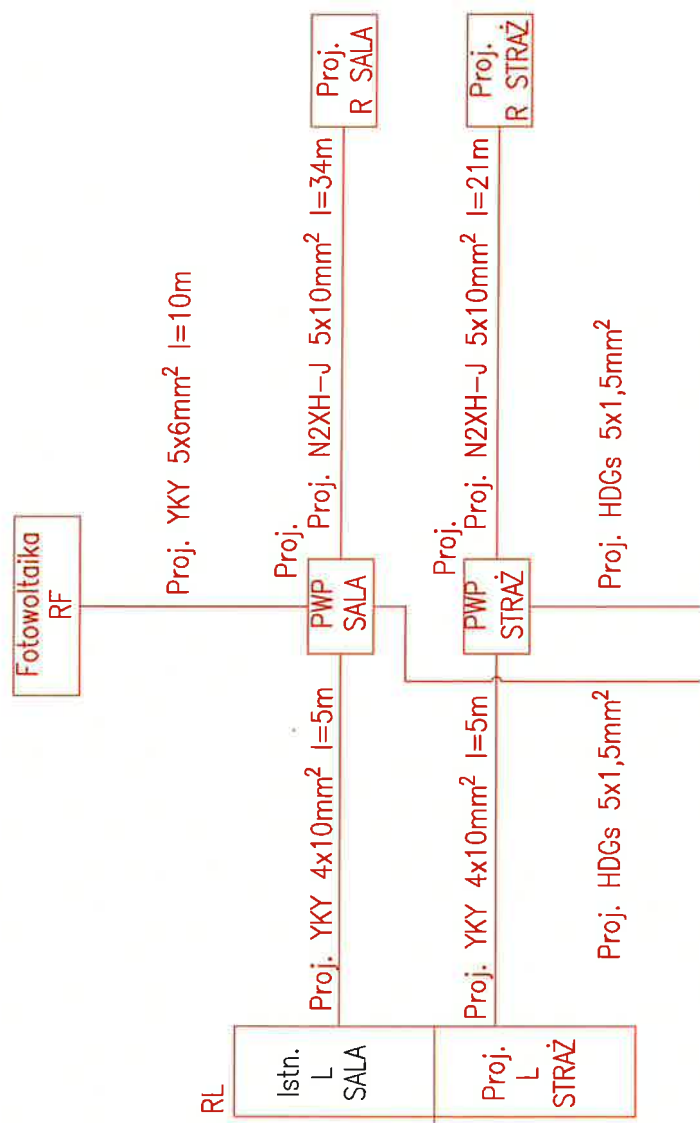 Fotowoltaika
RF
Proj. YKY 5x6mm² l=10m
RL
Istn.
L
SALA
Proj. YKY 4x10mm² l=5m
Proj.
PWP
SALA
Proj. N2XH-J 5x10mm² l=34m
Proj.
R SALA
Proj.
L
STRAŻ
Proj. YKY 4x10mm² l=5m
Proj.
PWP
STRAŻ
Proj. N2XH-J 5x10mm² l=21m
Proj.
R STRAŻ
Proj. HDGs 5x1,5mm²
Proj. HDGs 5x1,5mm²